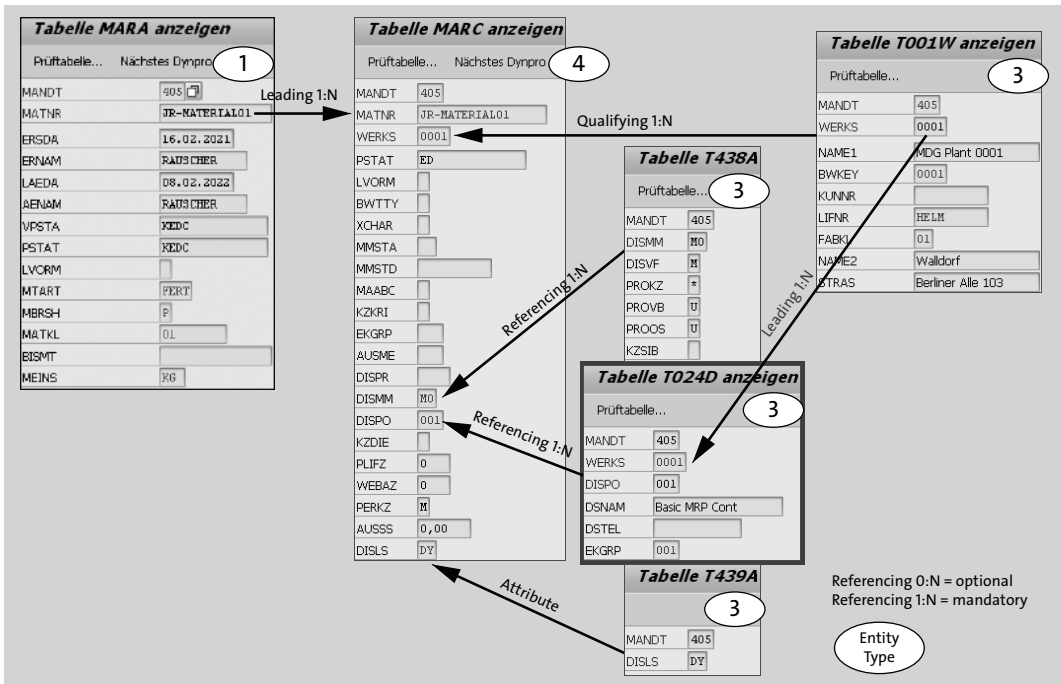 Tabelle MARA anzeigen
Prüftabelle... Nächstes Dynpro 1
MANDT 405
MATNR JR-MATERIAL01
ERSDA 16.02.2021
ERNAM RAUSCHER
LAEDA 08.02.2022
AENAM RAUSCHER
VPSTA KEDC
PSTAT KEDC
LVORM
MTART FERT
MBRSH P
MATKL 01
BISMT
MEINS KG
Leading 1:N
Tabelle MARC anzeigen
Prüftabelle... Nächstes Dynpro 4
MANDT 405
MATNR JR-MATERIAL01
WERKS 0001
PSTAT ED
LVORM
BWTTY
XCHAR
MMSTA
MMSTD
MAABC
KZKRI
EKGRP
AUSME
DISPR
DISMM M0
DISPO 001
KZDIE
PLIFZ 0
WEBAZ 0
PERKZ M
AUSSS 0,00
DISLS DY
Qualifying 1:N
Referencing 1:N
Referencing 1:N
Attribute
Tabelle T438A
Prüftabelle... 3
MANDT 405
DISMM M0
DISVF M
PROKZ *
PROVB U
PROOS U
KZSIB
Tabelle T024D anzeigen
Prüftabelle... 3
MANDT 405
WERKS 0001
DISPO 001
DSNAM Basic MRP Cont
DSTEL
EKGRP 001
Tabelle T439A
3
MANDT 405
DISLS DY
Tabelle T001W anzeigen
Prüftabelle... 3
MANDT 405
WERKS 0001
NAME1 MDG Plant 0001
BWKEY 0001
KUNNR
LIFNR HELM
FABKL 01
NAME2 Walldorf
STRAS Berliner Alle 103
Leading 1:N
Referencing 0:N = optional
Referencing 1:N = mandatory
Entity
Type